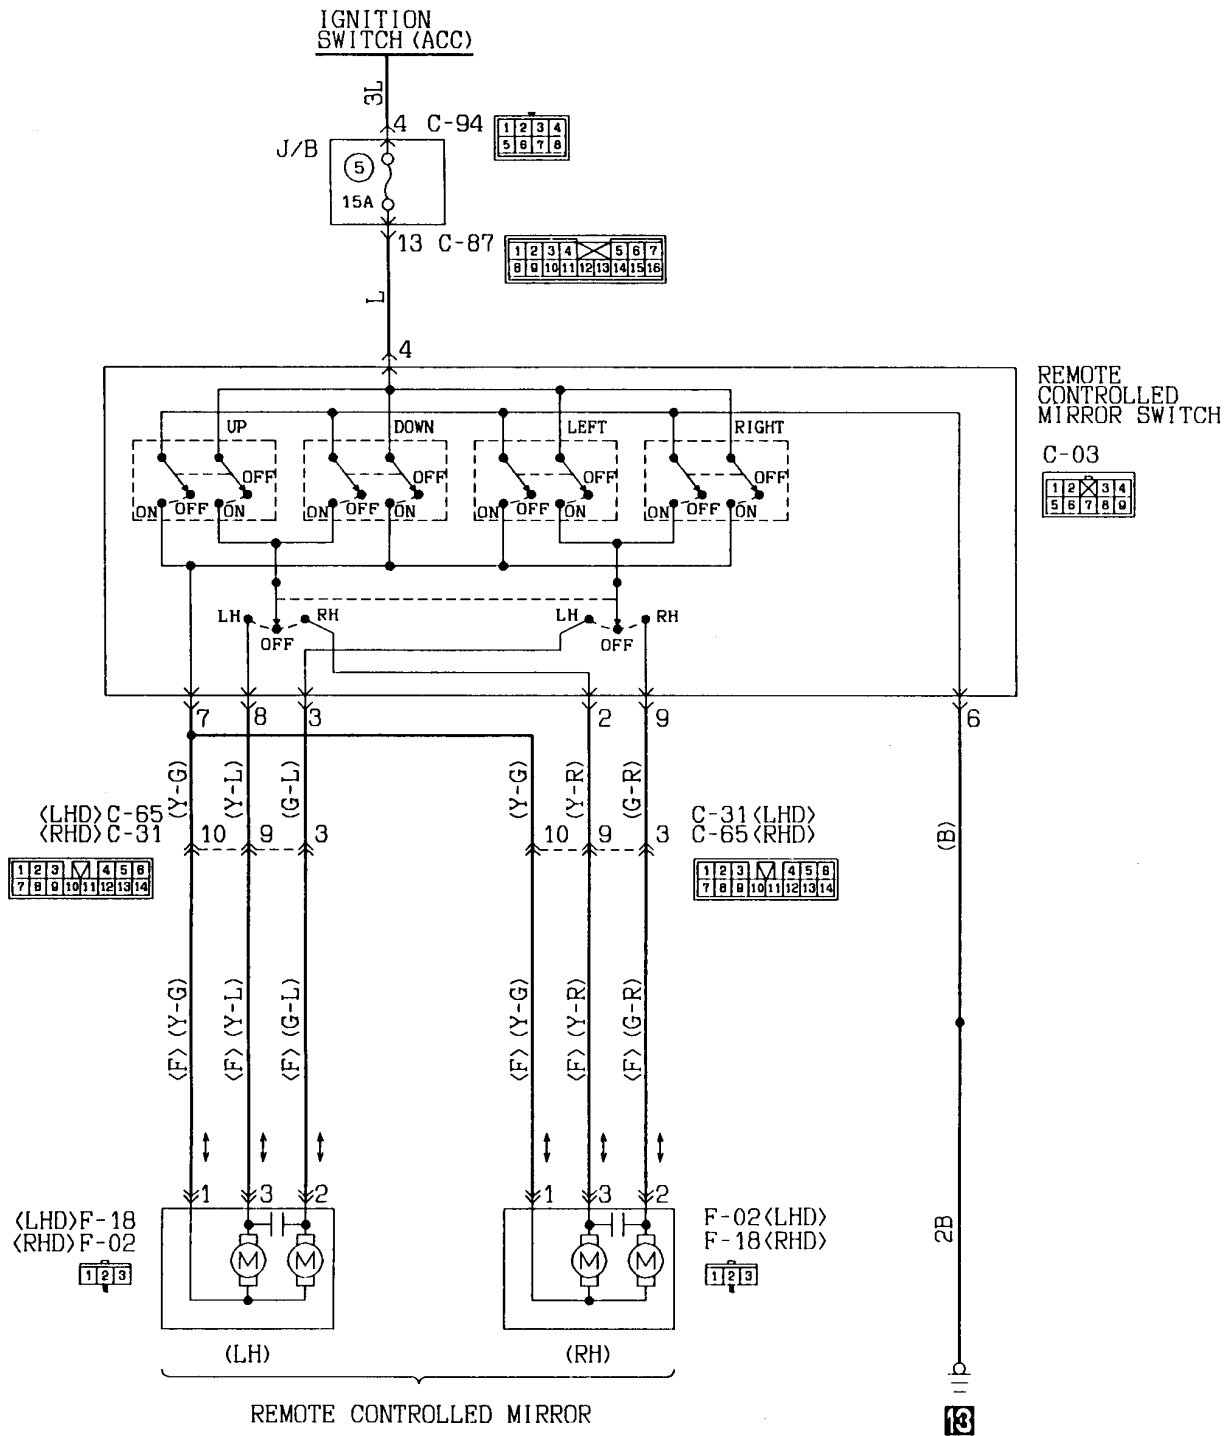 IGNITION
SWITCH (ACC)
3L
4 C-94
1 2 3 4
5 6 7 8
J/B
5
15A
13 C-87
1 2 3 4 5 6 7
8 9 10 11 12 13 14 15 16
L
4
REMOTE
CONTROLLED
MIRROR SWITCH
C-03
1 2 3 4
5 6 7 8 9
UP DOWN LEFT RIGHT
OFF OFF OFF OFF
ON OFF ON ON OFF ON ON OFF ON ON OFF ON
LH RH LH RH
OFF OFF
7 8 3 2 9 6
(Y-G) (Y-L) (G-L) (Y-G) (Y-R) (G-R) (B)
<LHD> C-65
<RHD> C-31
10 9 3 10 9 3
C-31 <LHD>
C-65 <RHD>
1 2 3 4 5 6
7 8 9 10 11 12 13 14
1 2 3 4 5 6
7 8 9 10 11 12 13 14
<F> (Y-G) <F> (Y-L) <F> (G-L) <F> (Y-G) <F> (Y-R) <F> (G-R)
1 3 2 1 3 2
<LHD> F-18
<RHD> F-02
1 2 3
M M M M
F-02 <LHD>
F-18 <RHD>
1 2 3
2B
(LH) (RH)
REMOTE CONTROLLED MIRROR
13